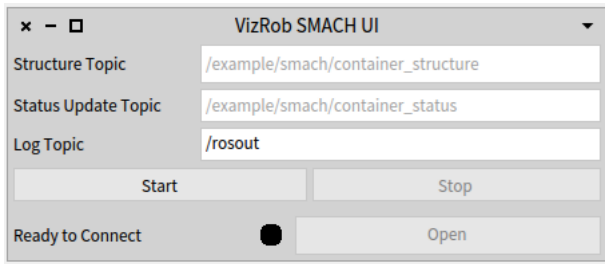 VizRob SMACH UI
Structure Topic /example/smach/container_structure
Status Update Topic /example/smach/container_status
Log Topic /rosout
Start Stop
Ready to Connect Open